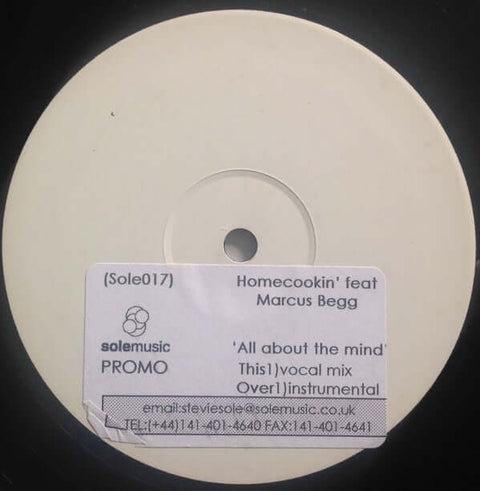 (Sole017)
Homecookin' feat
Marcus Begg
solemusic
PROMO
'All about the mind'
This1)vocal mix
Over1)instrumental
email:steviesole@solemusic.co.uk
TEL:(+44)141-401-4640 FAX:141-401-4641